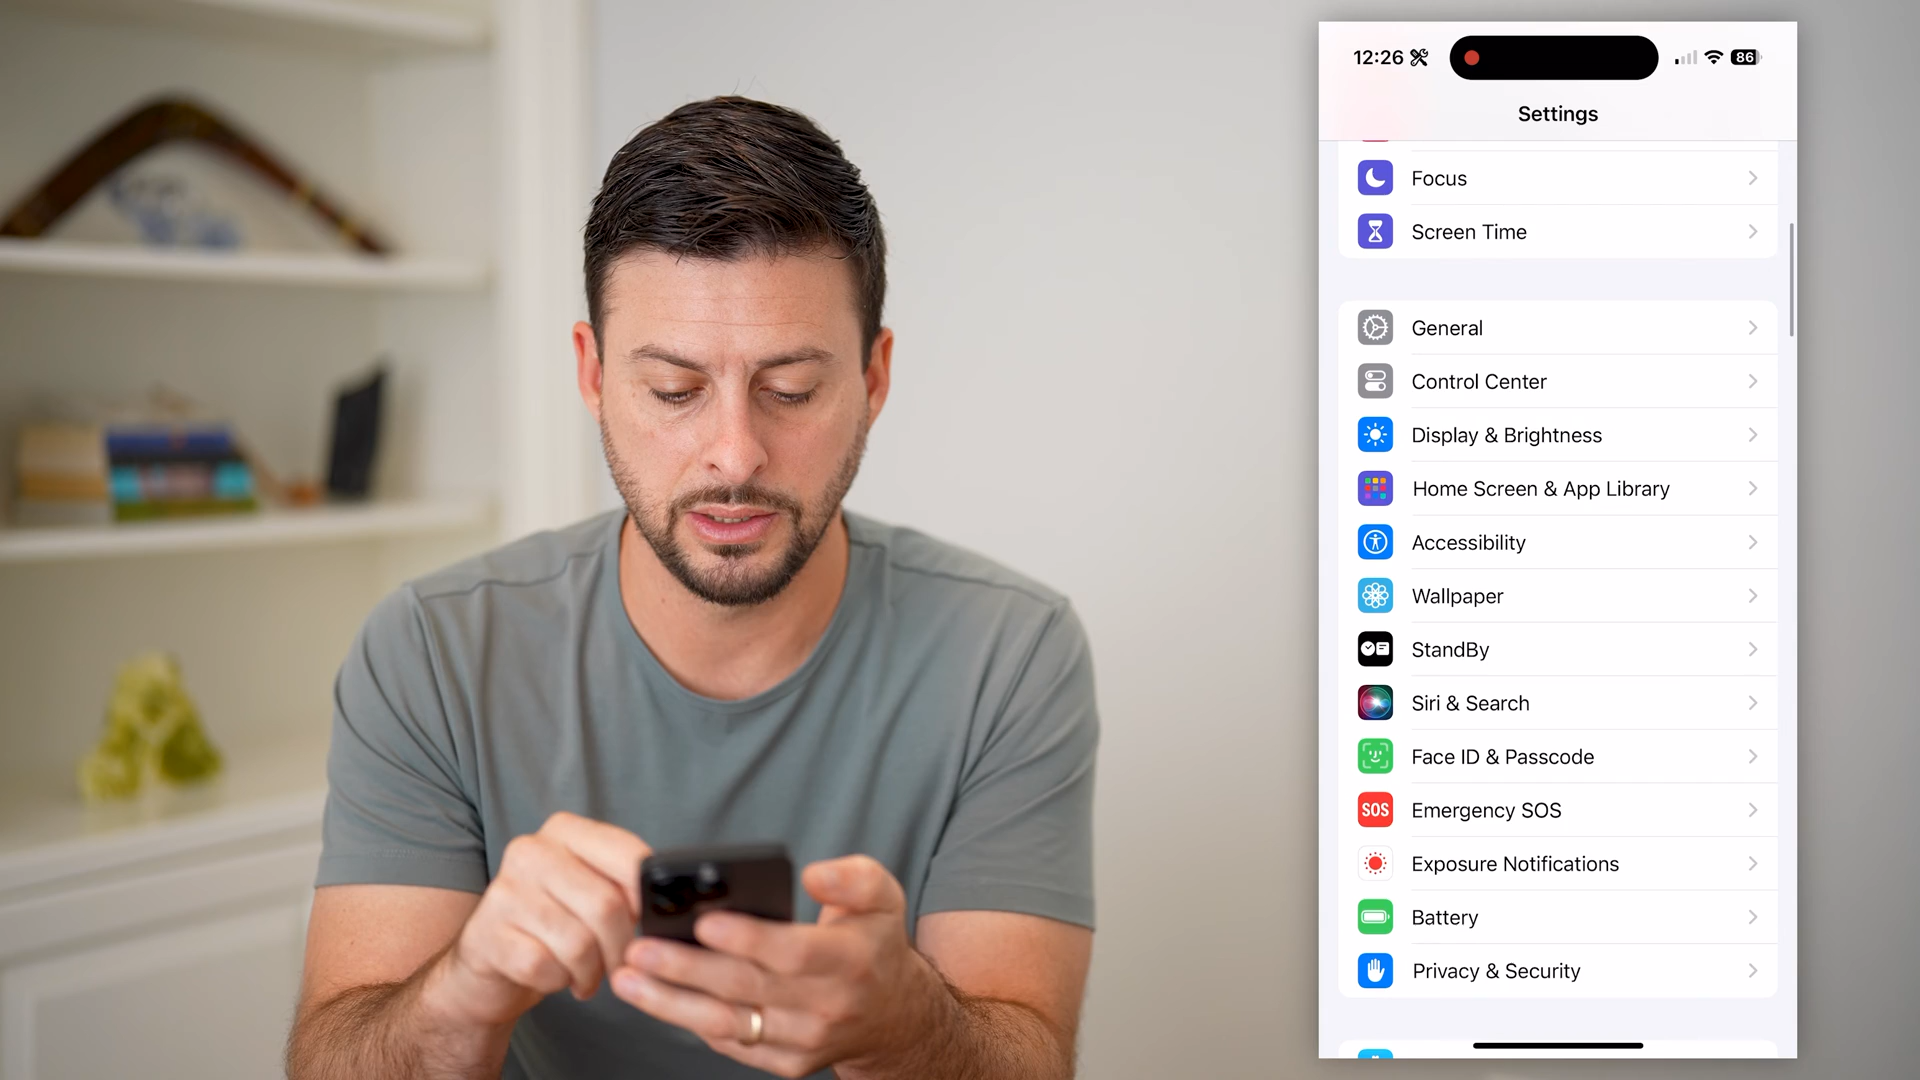 12:26
86
Settings
Focus
Screen Time
General
Control Center
Display & Brightness
Home Screen & App Library
Accessibility
Wallpaper
StandBy
Siri & Search
Face ID & Passcode
SOS
Emergency SOS
Exposure Notifications
Battery
Privacy & Security